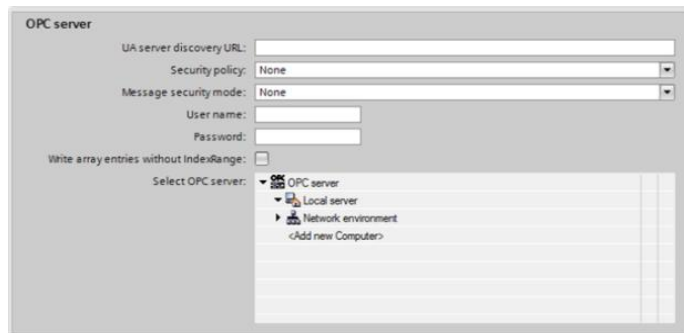 OPC server
UA server discovery URL:
Security policy: None
Message security mode: None
User name:
Password:
Write array entries without IndexRange:
Select OPC server: OPC server
Local server
Network environment
<Add new Computer>